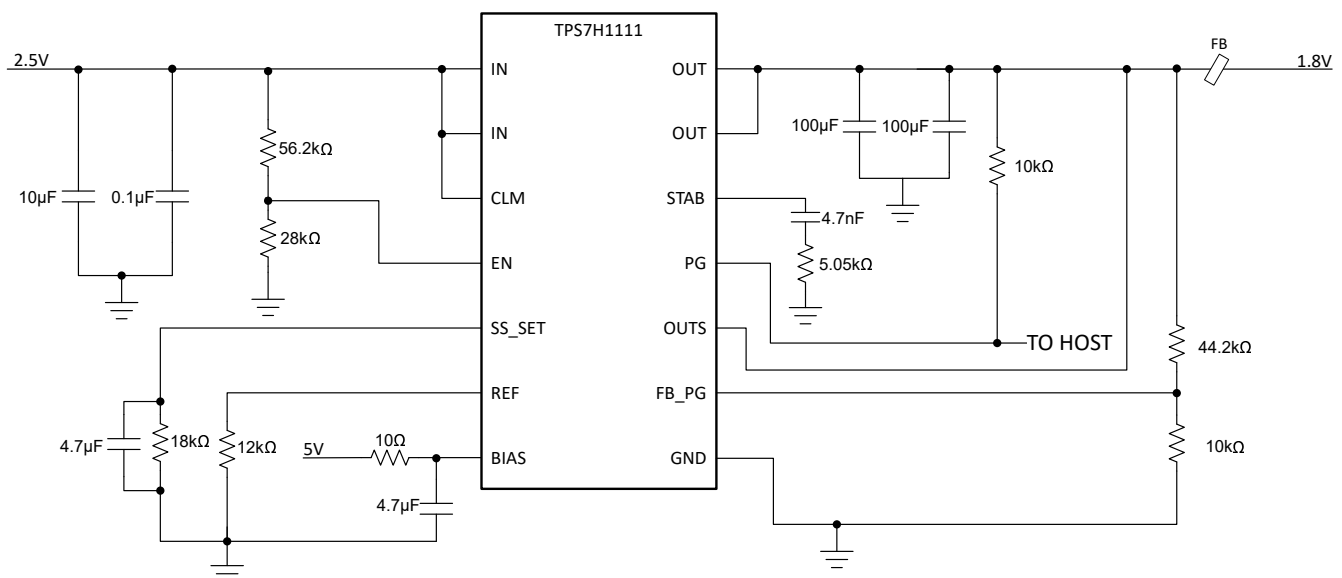 TPS7H1111
2.5V
IN
OUT
FB
1.8V
IN
OUT
56.2kΩ
100µF
100µF
10kΩ
10µF
0.1µF
CLM
STAB
4.7nF
28kΩ
EN
PG
5.05kΩ
SS_SET
OUTS
TO HOST
44.2kΩ
REF
FB_PG
4.7µF
18kΩ
12kΩ
5V
10Ω
BIAS
GND
10kΩ
4.7µF